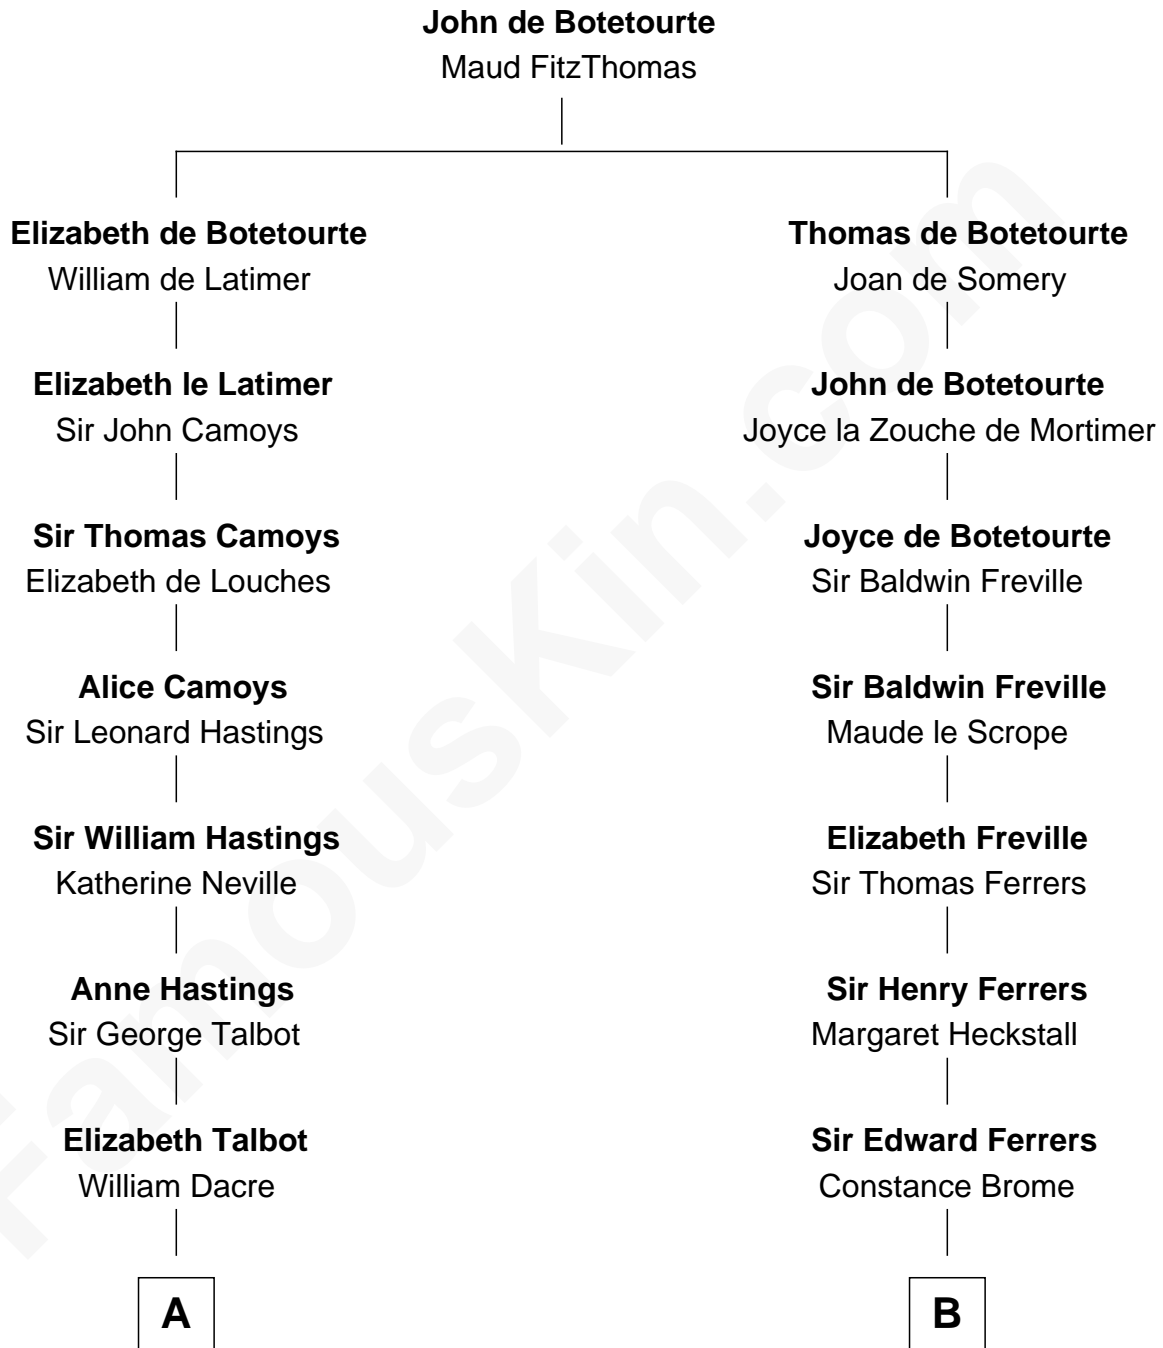 John de Botetourte
Maud FitzThomas
Elizabeth de Botetourte
William de Latimer
Thomas de Botetourte
Joan de Somery
Elizabeth le Latimer
Sir John Camoys
John de Botetourte
Joyce la Zouche de Mortimer
Sir Thomas Camoys
Elizabeth de Louches
Joyce de Botetourte
Sir Baldwin Freville
Alice Camoys
Sir Leonard Hastings
Sir Baldwin Freville
Maude le Scrope
Sir William Hastings
Katherine Neville
Elizabeth Freville
Sir Thomas Ferrers
Anne Hastings
Sir George Talbot
Sir Henry Ferrers
Margaret Heckstall
Elizabeth Talbot
William Dacre
Sir Edward Ferrers
Constance Brome
A
B
FamousKin.com